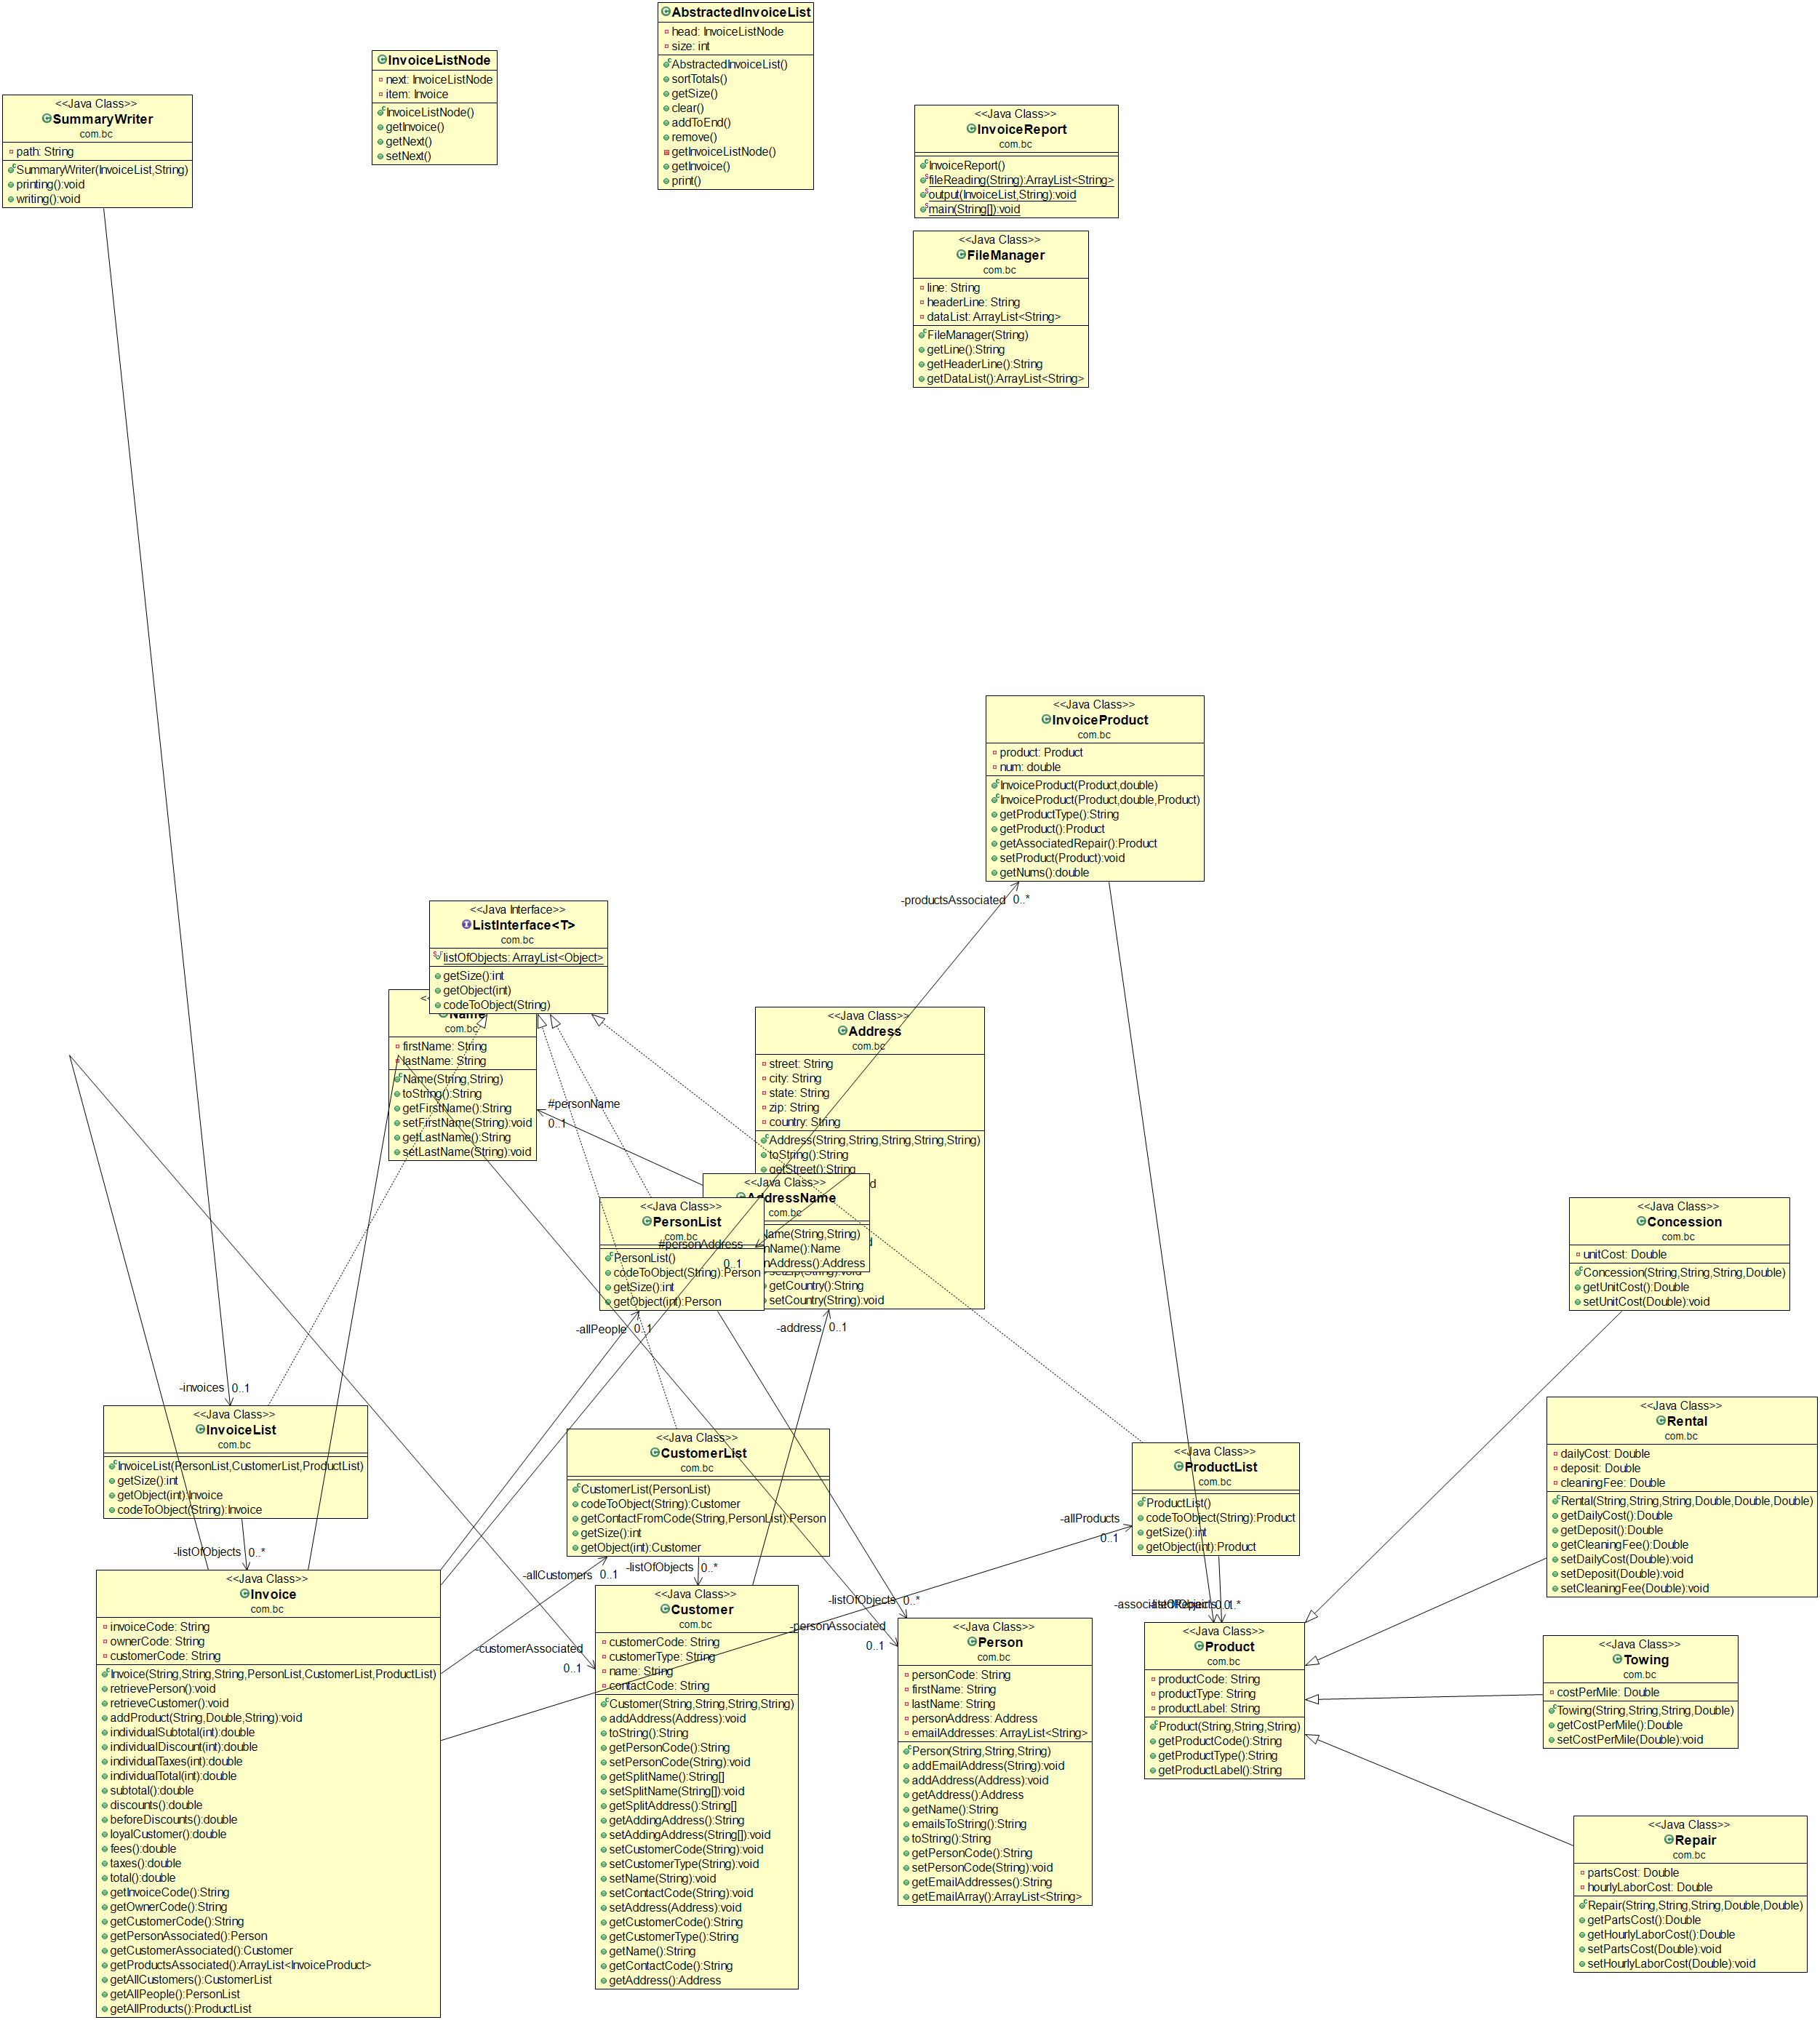 AbstractedInvoiceList
head: InvoiceListNode
size: int
AbstractedInvoiceList()
sortTotals()
getSize()
clear()
addToEnd()
remove()
getInvoiceListNode()
getInvoice()
print()
InvoiceListNode
next: InvoiceListNode
item: Invoice
InvoiceListNode()
getInvoice()
getNext()
setNext()
<<Java Class>>
SummaryWriter
com.bc
path: String
SummaryWriter(InvoiceList,String)
printing():void
writing():void
<<Java Class>>
InvoiceReport
com.bc
InvoiceReport()
fileReading(String):ArrayList<String>
output(InvoiceList,String):void
main(String[]):void
<<Java Class>>
FileManager
com.bc
line: String
headerLine: String
dataList: ArrayList<String>
FileManager(String)
getLine():String
getHeaderLine():String
getDataList():ArrayList<String>
<<Java Class>>
InvoiceProduct
com.bc
product: Product
num: double
InvoiceProduct(Product,double)
InvoiceProduct(Product,double,Product)
getProductType():String
getProduct():Product
getAssociatedRepair():Product
setProduct(Product):void
getNums():double
-productsAssociated 0..*
<<Java Interface>>
ListInterface<T>
com.bc
listOfObjects: ArrayList<Object>
getSize():int
getObject(int)
codeToObject(String)
Name
com.bc
firstName: String
lastName: String
Name(String,String)
toString():String
getFirstName():String
setFirstName(String):void
getLastName():String
setLastName(String):void
#personName
0..1
<<Java Class>>
Address
com.bc
street: String
city: String
state: String
zip: String
country: String
Address(String,String,String,String,String)
toString():String
getStreet():String
setZip(String):void
getCountry():String
setCountry(String):void
<<Java Class>>
AddressName
com.bc
Name(String,String)
nName():Name
nAddress():Address
<<Java Class>>
PersonList
com.bc
#personAddress
0..1
PersonList()
codeToObject(String):Person
getSize():int
getObject(int):Person
-allPeople 0..1
-address 0..1
<<Java Class>>
Concession
com.bc
unitCost: Double
Concession(String,String,String,Double)
getUnitCost():Double
setUnitCost(Double):void
-invoices 0..1
<<Java Class>>
InvoiceList
com.bc
InvoiceList(PersonList,CustomerList,ProductList)
getSize():int
getObject(int):Invoice
codeToObject(String):Invoice
-listOfObjects 0..*
<<Java Class>>
CustomerList
com.bc
CustomerList(PersonList)
codeToObject(String):Customer
getContactFromCode(String,PersonList):Person
getSize():int
getObject(int):Customer
-allCustomers 0..1
-listOfObjects 0..*
<<Java Class>>
ProductList
com.bc
ProductList()
codeToObject(String):Product
getSize():int
getObject(int):Product
-allProducts
0..1
<<Java Class>>
Rental
com.bc
dailyCost: Double
deposit: Double
cleaningFee: Double
Rental(String,String,String,Double,Double,Double)
getDailyCost():Double
getDeposit():Double
getCleaningFee():Double
setDailyCost(Double):void
setDeposit(Double):void
setCleaningFee(Double):void
<<Java Class>>
Invoice
com.bc
invoiceCode: String
ownerCode: String
customerCode: String
Invoice(String,String,String,PersonList,CustomerList,ProductList)
retrievePerson():void
retrieveCustomer():void
addProduct(String,Double,String):void
individualSubtotal(int):double
individualDiscount(int):double
individualTaxes(int):double
individualTotal(int):double
subtotal():double
discounts():double
beforeDiscounts():double
loyalCustomer():double
fees():double
taxes():double
total():double
getInvoiceCode():String
getOwnerCode():String
getCustomerCode():String
getPersonAssociated():Person
getCustomerAssociated():Customer
getProductsAssociated():ArrayList<InvoiceProduct>
getAllCustomers():CustomerList
getAllPeople():PersonList
getAllProducts():ProductList
-customerAssociated
0..1
<<Java Class>>
Customer
com.bc
customerCode: String
customerType: String
name: String
contactCode: String
Customer(String,String,String,String)
addAddress(Address):void
toString():String
getPersonCode():String
setPersonCode(String):void
getSplitName():String[]
setSplitName(String[]):void
getSplitAddress():String[]
getAddingAddress():String
setAddingAddress(String[]):void
setCustomerCode(String):void
setCustomerType(String):void
setName(String):void
setContactCode(String):void
setAddress(Address):void
getCustomerCode():String
getCustomerType():String
getName():String
getContactCode():String
getAddress():Address
-listOfObjects 0..*
-personAssociated
0..1
<<Java Class>>
Person
com.bc
personCode: String
firstName: String
lastName: String
personAddress: Address
emailAddresses: ArrayList<String>
Person(String,String,String)
addEmailAddress(String):void
addAddress(Address):void
getAddress():Address
getName():String
emailsToString():String
toString():String
getPersonCode():String
setPersonCode(String):void
getEmailAddresses():String
getEmailArray():ArrayList<String>
<<Java Class>>
Product
com.bc
productCode: String
productType: String
productLabel: String
Product(String,String,String)
getProductCode():String
getProductType():String
getProductLabel():String
<<Java Class>>
Towing
com.bc
costPerMile: Double
Towing(String,String,String,Double)
getCostPerMile():Double
setCostPerMile(Double):void
<<Java Class>>
Repair
com.bc
partsCost: Double
hourlyLaborCost: Double
Repair(String,String,String,Double,Double)
getPartsCost():Double
getHourlyLaborCost():Double
setPartsCost(Double):void
setHourlyLaborCost(Double):void